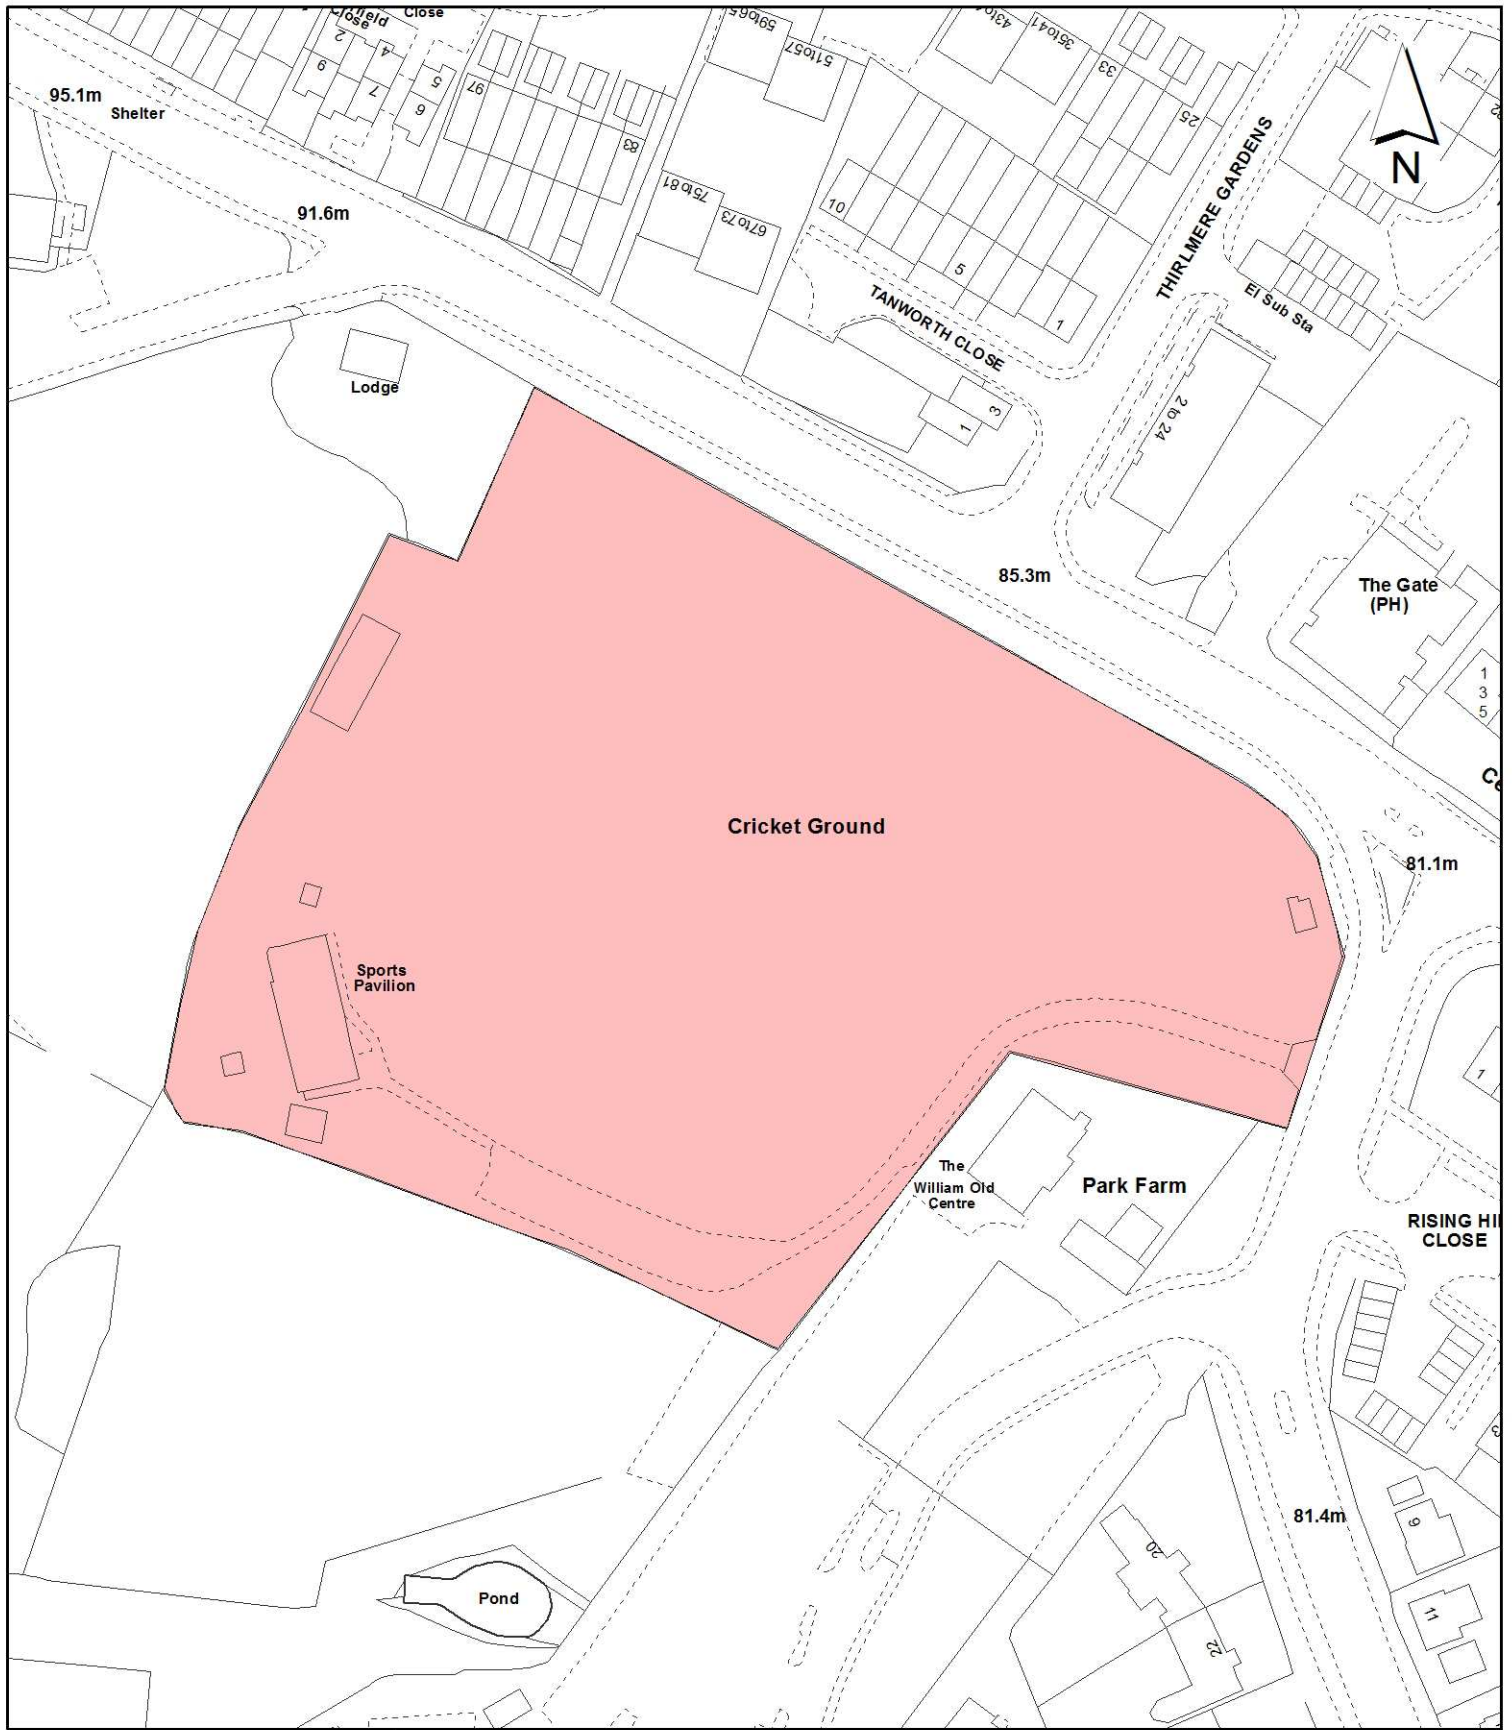 Close
Close
2
4
6
7
5
6
97
83
59to65
51to57
43to
35to41
33
25
95.1m
Shelter
91.6m
75to81
67to73
10
5
1
THIRLMERE GARDENS
N
TANWORTH CLOSE
El Sub Sta
Lodge
3
1
2 to 24
85.3m
The Gate
(PH)
1
3
5
Cricket Ground
81.1m
Sports
Pavilion
1
The
William Old
Centre
Park Farm
RISING HI
CLOSE
81.4m
9
20
11
22
Pond